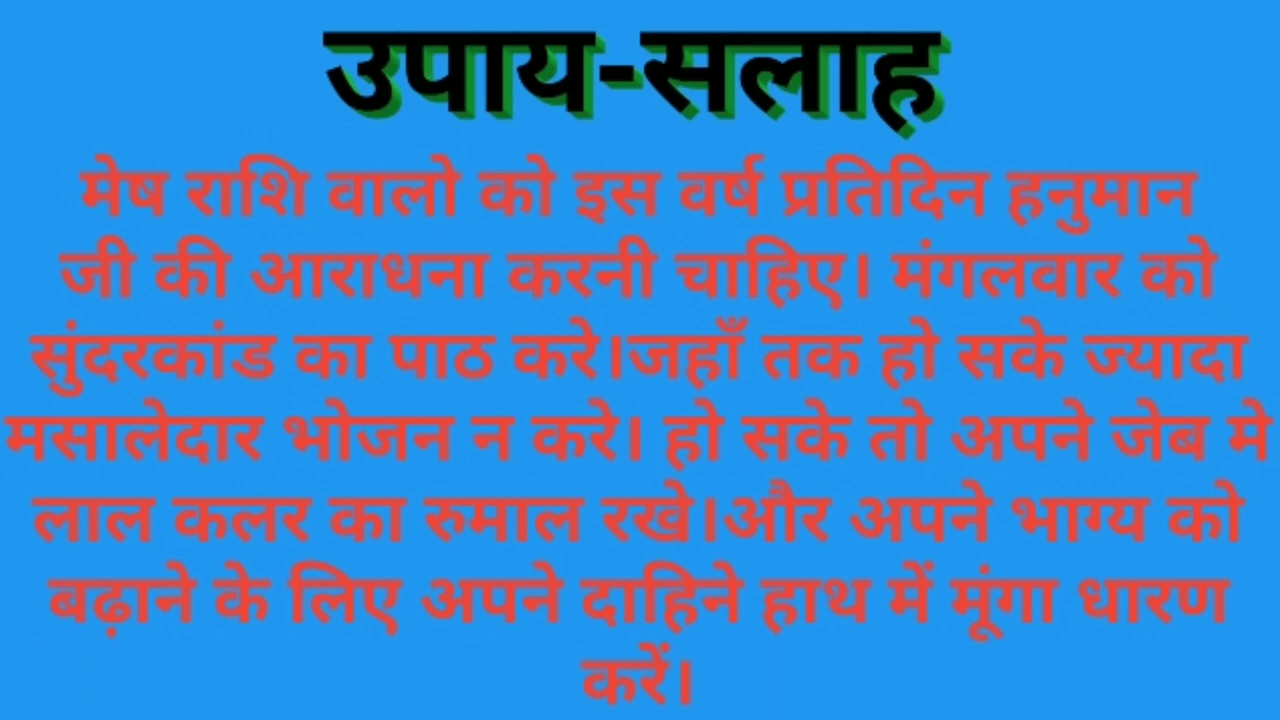 उपाय-सलाह
मेष राशि वालो को इस वर्ष प्रतिदिन हनुमान
जी की आराधना करनी चाहिए। मंगलवार को
सुंदरकांड का पाठ करे।जहाँ तक हो सके ज्यादा
मसालेदार भोजन न करे। हो सके तो अपने जेब मे
लाल कलर का रुमाल रखे।और अपने भाग्य को
बढ़ाने के लिए अपने दाहिने हाथ में मूंगा धारण
करें।